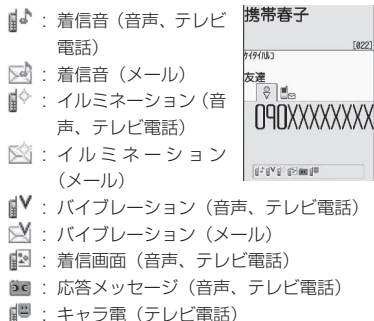 ：着信音（音声、テレビ
電話）
：着信音（メール）
：イルミネーション（音
声、テレビ電話）
：イルミネーション
（メール）
：バイブレーション（音声、テレビ電話）
：バイブレーション（メール）
：着信画面（音声、テレビ電話）
：応答メッセージ（音声、テレビ電話）
：キャラ電（テレビ電話）
携帯春子
[022]
ｹｲﾀｲﾊﾙｺ
友達
090XXXXXXXX